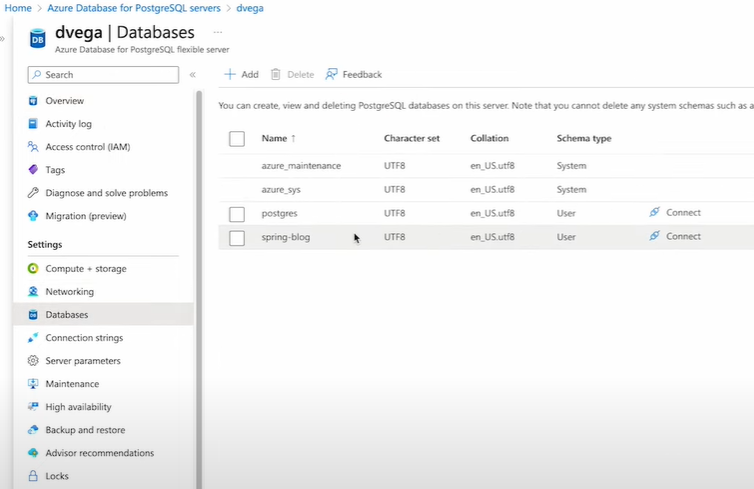 Home > Azure Database for PostgreSQL servers > dvega
dvega | Databases ...
DB
Azure Database for PostgreSQL flexible server
Search
Add Delete Feedback
You can create, view and deleting PostgreSQL databases on this server. Note that you cannot delete any system schemas such as a
Name ↑ Character set Collation Schema type
azure_maintenance UTF8 en_US.utf8 System
azure_sys UTF8 en_US.utf8 System
postgres UTF8 en_US.utf8 User Connect
spring-blog UTF8 en_US.utf8 User Connect
Overview
Activity log
Access control (IAM)
Tags
Diagnose and solve problems
Migration (preview)
Settings
Compute + storage
Networking
Databases
Connection strings
Server parameters
Maintenance
High availability
Backup and restore
Advisor recommendations
Locks